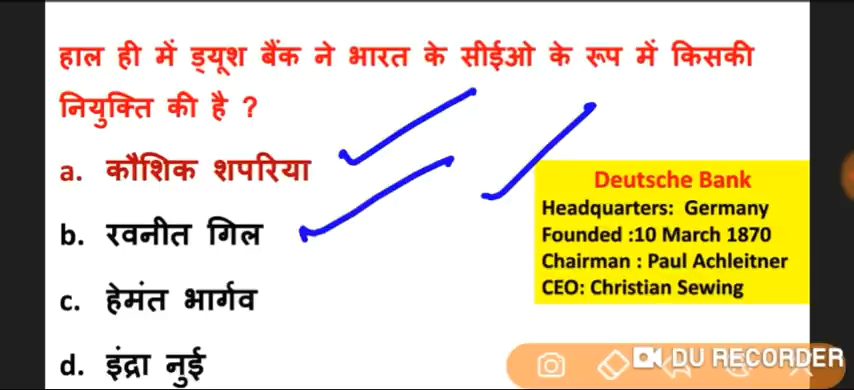 हाल ही में ड्यूश बैंक ने भारत के सीईओ के रूप में किसकी
नियुक्ति की है ?
a. कौशिक शपरिया
b. रवनीत गिल
c. हेमंत भार्गव
d. इंद्रा नुई
Deutsche Bank
Headquarters: Germany
Founded :10 March 1870
Chairman : Paul Achleitner
CEO: Christian Sewing
DU RECORDER